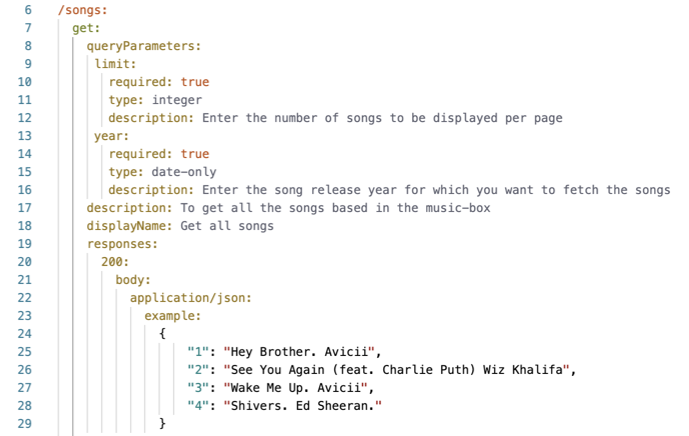 6 /songs:
7 get:
8 queryParameters:
9 limit:
10 required: true
11 type: integer
12 description: Enter the number of songs to be displayed per page
13 year:
14 required: true
15 type: date-only
16 description: Enter the song release year for which you want to fetch the songs
17 description: To get all the songs based in the music-box
18 displayName: Get all songs
19 responses:
20 200:
21 body:
22 application/json:
23 example:
24 {
25 "1": "Hey Brother. Avicii",
26 "2": "See You Again (feat. Charlie Puth) Wiz Khalifa",
27 "3": "Wake Me Up. Avicii",
28 "4": "Shivers. Ed Sheeran."
29 }